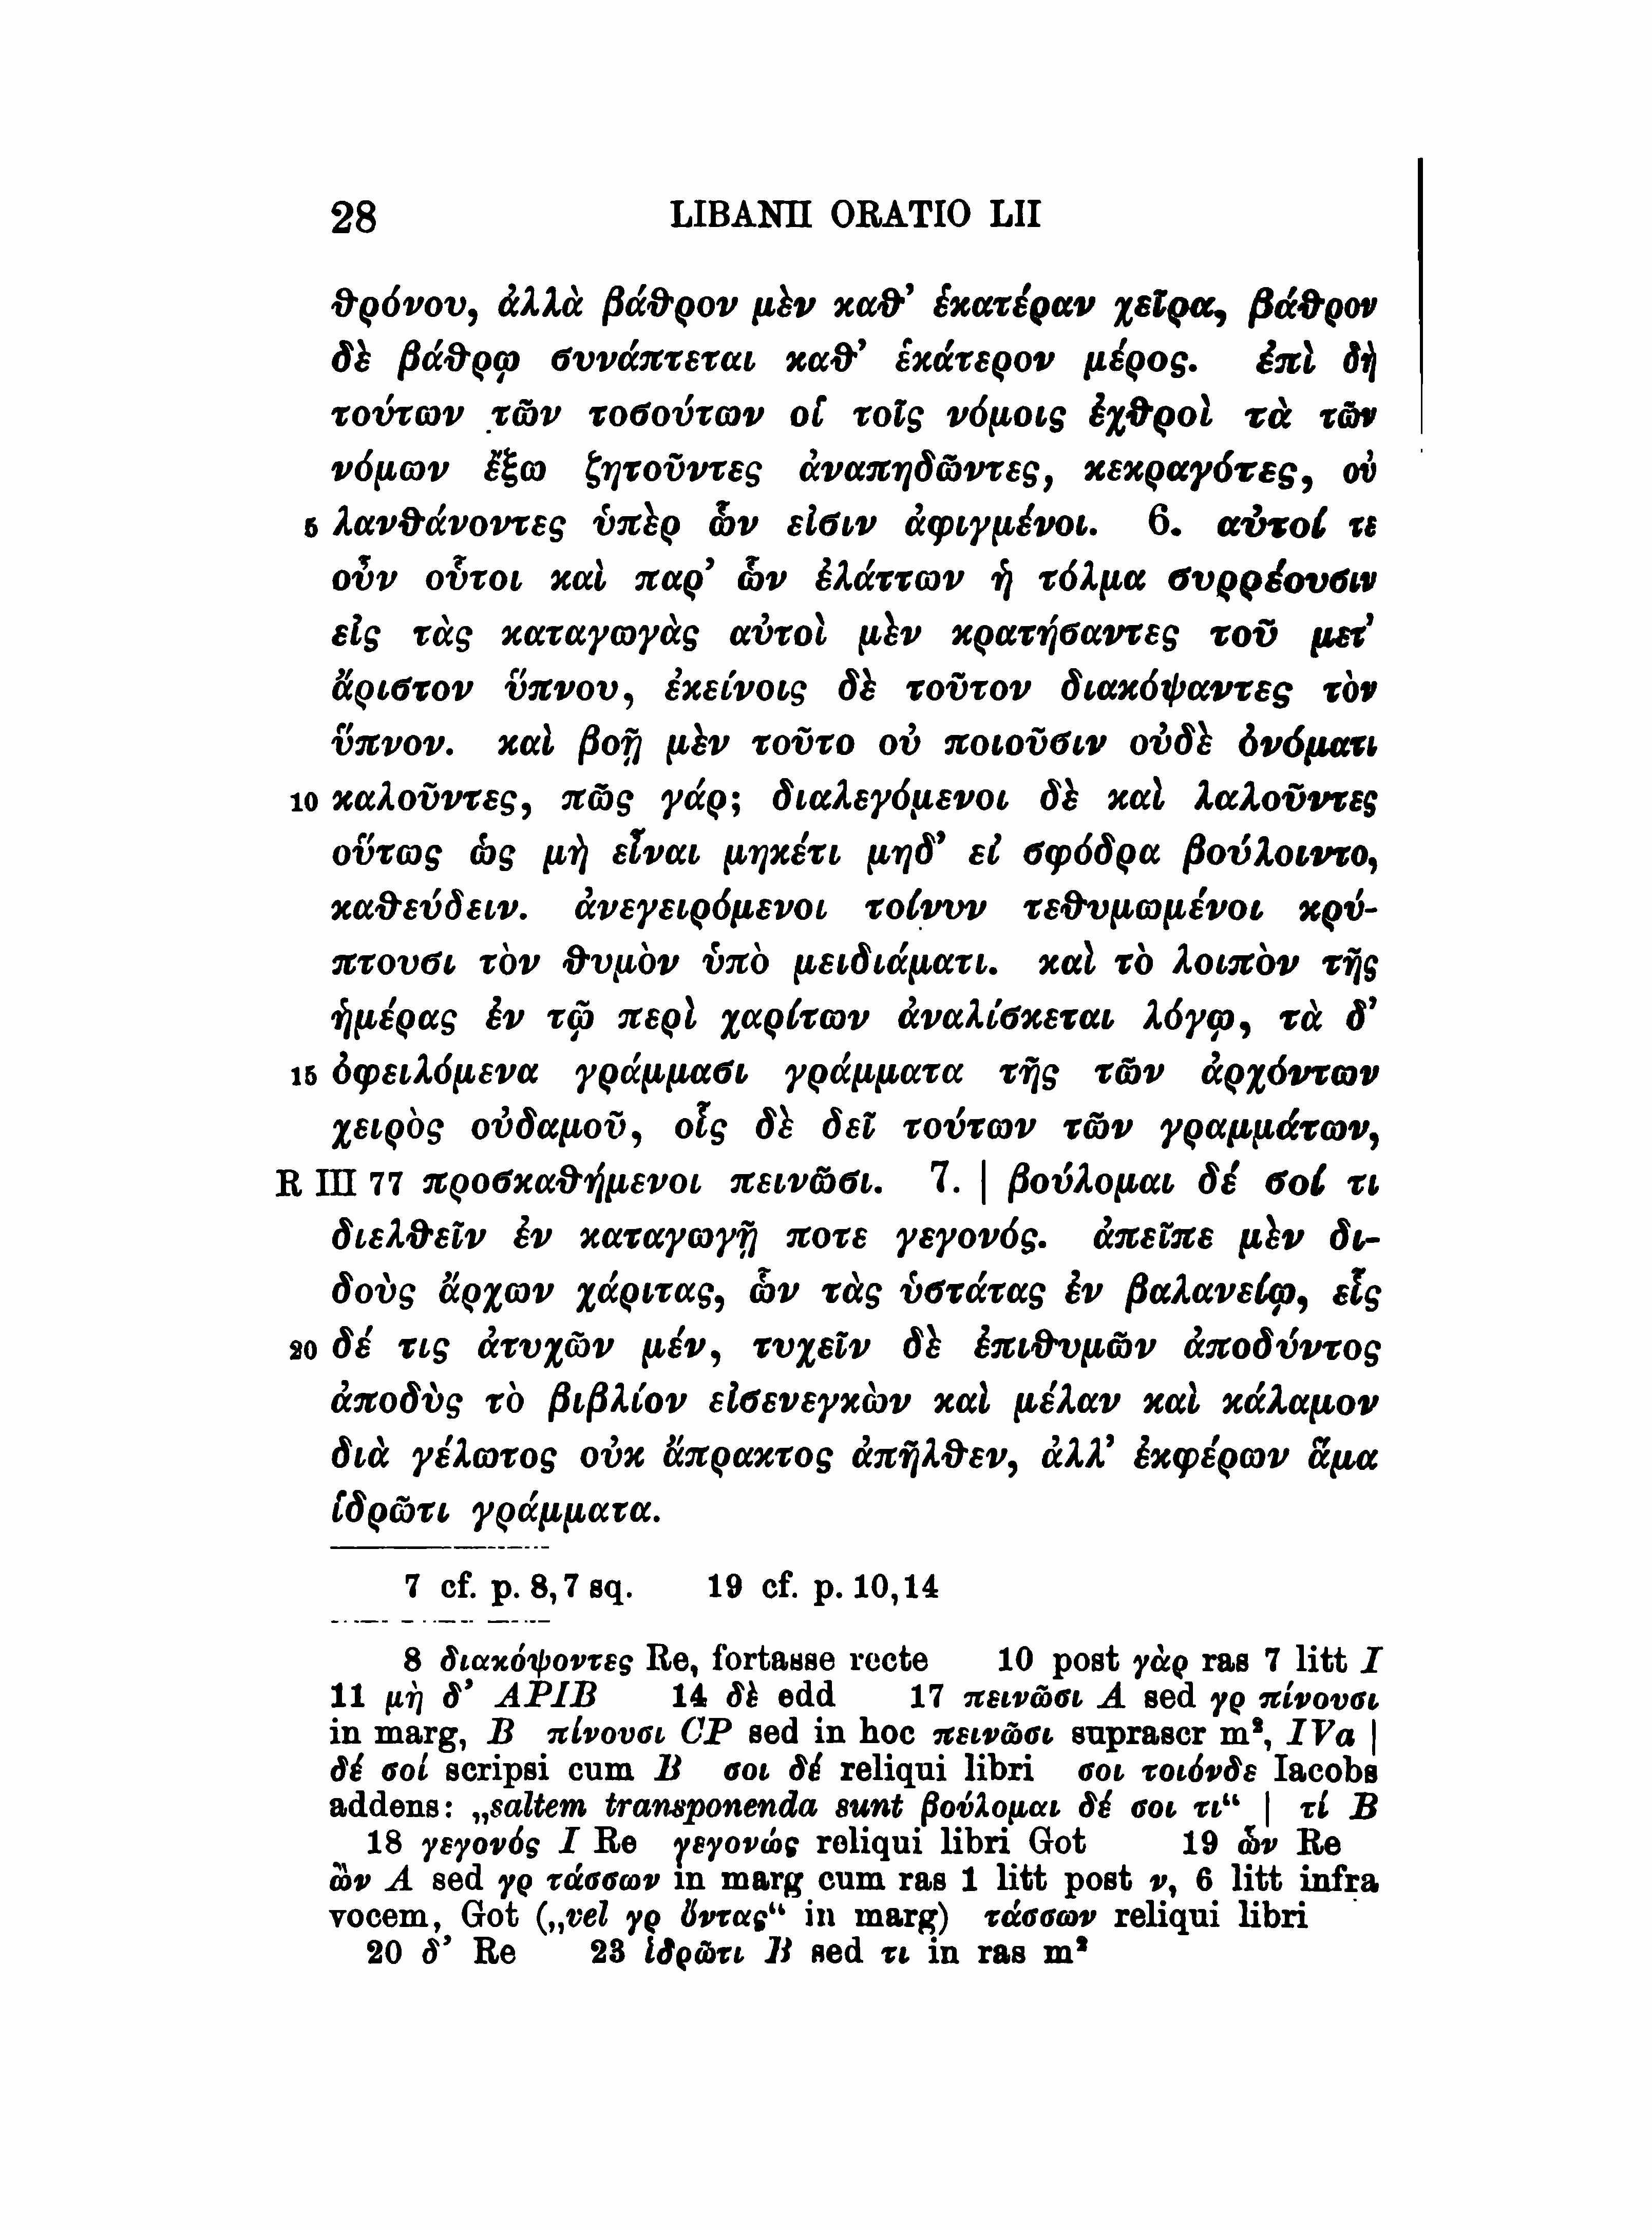 28 LIBANII ORATIO LII
θρόνου, ἀλλὰ βάθρον μὲν καθ’ ἑκατέραν χεῖρα, βάθρον
δὲ βάθρῳ συνάπτεται καθ’ ἑκάτερον μέρος. ἐπὶ δὴ
τούτων τῶν τοσούτων οἱ τοῖς νόμοις ἐχθροὶ τὰ τῶν
νόμων ἔξω ζητοῦντες ἀναπηδῶντες, κεκραγότες, οὐ
5 λανθάνοντες ὑπὲρ ὧν εἰσιν ἀφιγμένοι. 6. αὐτοί τε
οὖν οὗτοι καὶ παρ’ ὧν ἐλάττων ἡ τόλμα συρρέουσιν
εἰς τὰς καταγωγὰς αὐτοὶ μὲν κρατήσαντες τοῦ μετ’
ἄριστον ὕπνου, ἐκείνοις δὲ τοῦτον διακόψαντες τὸν
ὕπνον. καὶ βοῇ μὲν τοῦτο οὐ ποιοῦσιν οὐδὲ ὀνόματι
10 καλοῦντες, πῶς γάρ; διαλεγόμενοι δὲ καὶ λαλοῦντες
οὕτως ὡς μὴ εἶναι μηκέτι μηδ’ εἰ σφόδρα βούλοιντο,
καθεύδειν. ἀνεγειρόμενοι τοίνυν τεθυμωμένοι κρύ-
πτουσι τὸν θυμὸν ὑπὸ μειδιάματι. καὶ τὸ λοιπὸν τῆς
ἡμέρας ἐν τῷ περὶ χαρίτων ἀναλίσκεται λόγῳ, τὰ δ’
15 ὀφειλόμενα γράμμασι γράμματα τῆς τῶν ἀρχόντων
χειρὸς οὐδαμοῦ, οἷς δὲ δεῖ τούτων τῶν γραμμάτων,
R III 77 προσκαθήμενοι πεινῶσι. 7. | βούλομαι δέ σοί τι
διελθεῖν ἐν καταγωγῇ ποτε γεγονός. ἀπεῖπε μὲν δι-
δοὺς ἄρχων χάριτας, ὧν τὰς ὑστάτας ἐν βαλανείῳ, εἷς
20 δέ τις ἀτυχῶν μέν, τυχεῖν δὲ ἐπιθυμῶν ἀποδύντος
ἀποδὺς τὸ βιβλίον εἰσενεγκὼν καὶ μέλαν καὶ κάλαμον
διὰ γέλωτος οὐκ ἄπρακτος ἀπῆλθεν, ἀλλ’ ἐκφέρων ἅμα
ἱδρῶτι γράμματα.
7 cf. p. 8,7 sq. 19 cf. p. 10,14
8 διακόψοντες Re, fortasse recte 10 post γὰρ ras 7 litt I
11 μὴ δ’ APIB 14 δὲ edd 17 πεινῶσι A sed γρ πίνουσι
in marg, B πίνουσι CP sed in hoc πεινῶσι suprascr m², IVa |
δέ σοί scripsi cum B σοι δέ reliqui libri σοι τοιόνδε Iacobs
addens: „saltem transponenda sunt βούλομαι δέ σοι τι“ | τί B
18 γεγονός I Re γεγονώς reliqui libri Got 19 ὧν Re
ὢν A sed γρ τάσσων in marg cum ras 1 litt post ν, 6 litt infra
vocem, Got („vel γρ ὄντας“ in marg) τάσσων reliqui libri
20 δ’ Re 23 ἱδρῶτι B sed τι in ras m²